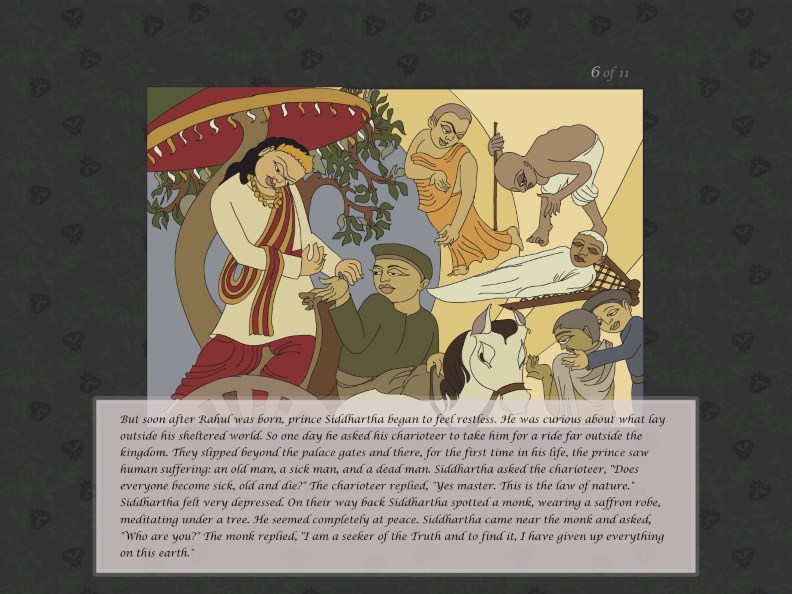 6 of 11
But soon after Rahul was born, prince Siddhartha began to feel restless. He was curious about what lay
outside his sheltered world. So one day he asked his charioteer to take him for a ride far outside the
kingdom. They slipped beyond the palace gates and there, for the first time in his life, the prince saw
human suffering: an old man, a sick man, and a dead man. Siddhartha asked the charioteer, "Does
everyone become sick, old and die?" The charioteer replied, "Yes master. This is the law of nature."
Siddhartha felt very depressed. On their way back Siddhartha spotted a monk, wearing a saffron robe,
meditating under a tree. He seemed completely at peace. Siddhartha came near the monk and asked,
"Who are you?" The monk replied, "I am a seeker of the Truth and to find it, I have given up everything
on this earth."